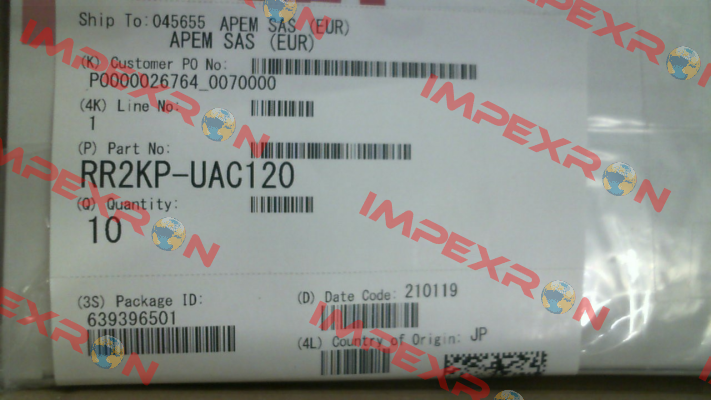 Ship To: 045655 APEM SAS (EUR)
APEM SAS (EUR)
(K) Customer PO No:
P0000026764_0070000
(4K) Line No:
1
(P) Part No:
RR2KP-UAC120
(Q) Quantity:
10
(3S) Package ID:
639396501
(D) Date Code: 210119
(4L) Country of Origin: JP
IMPEXRON
IMPEXRON
IMPEXRON
IMPEXRON
IMPEXRON
IMPEXRON
IMPEXRON